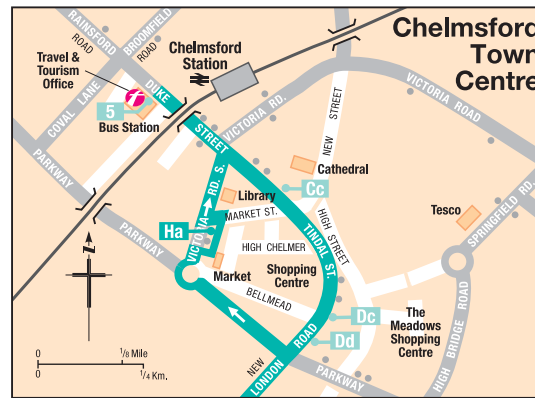 Chelmsford
Town
Centre
RAINSFORD
ROAD
BROOMFIELD
ROAD
Chelmsford
Station
Travel &
Tourism
Office
DUKE
STREET
COVAL LANE
5
Bus Station
PARKWAY
VICTORIA RD.
NEW
STREET
VICTORIA ROAD
Cathedral
Cc
Library
MARKET ST.
VICTORIA
RD. S.
Ha
HIGH STREET
TINDAL ST.
SPRINGFIELD RD.
Tesco
PARKWAY
HIGH CHELMER
Market
Shopping
Centre
BELLMEAD
Dc
Dd
The
Meadows
Shopping
Centre
HIGH BRIDGE ROAD
NEW
LONDON
ROAD
PARKWAY
n
0
1/8 Mile
0
1/4 Km.